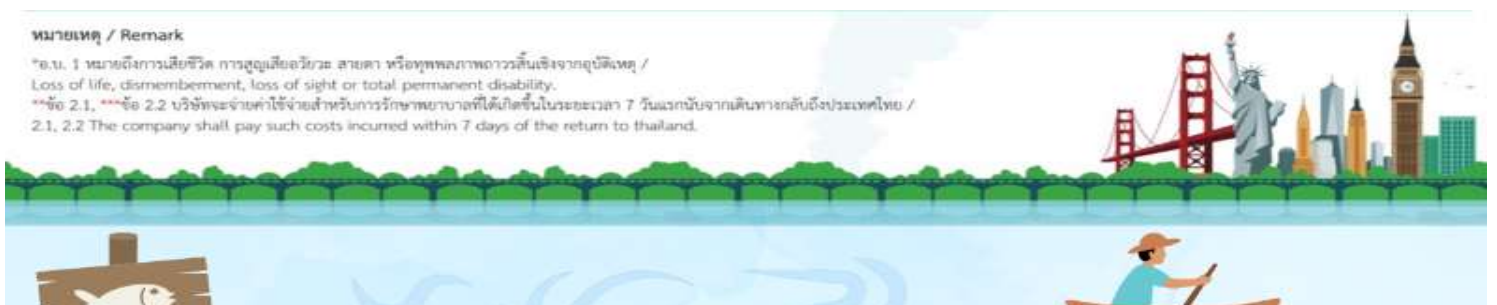 หมายเหตุ / Remark
*อ.บ. 1 หมายถึงการเสียชีวิต การสูญเสียอวัยวะ สายตา หรือทุพพลภาพถาวรสิ้นเชิงจากอุบัติเหตุ /
Loss of life, dismemberment, loss of sight or total permanent disability.
**ข้อ 2.1, ***ข้อ 2.2 บริษัทจะจ่ายค่าใช้จ่ายสำหรับการรักษาพยาบาลที่ได้เกิดขึ้นในระยะเวลา 7 วันแรกนับจากเดินทางกลับถึงประเทศไทย /
2.1, 2.2 The company shall pay such costs incurred within 7 days of the return to thailand.